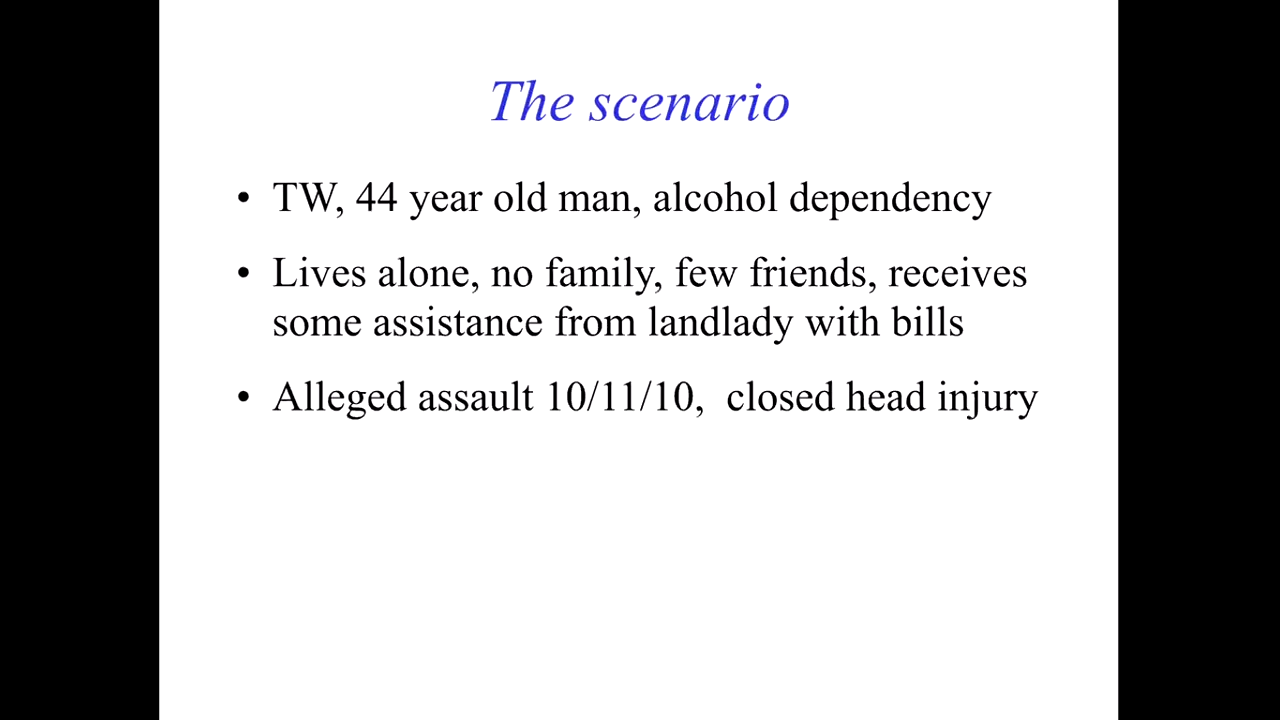 The scenario
• TW, 44 year old man, alcohol dependency
• Lives alone, no family, few friends, receives
some assistance from landlady with bills
• Alleged assault 10/11/10,  closed head injury